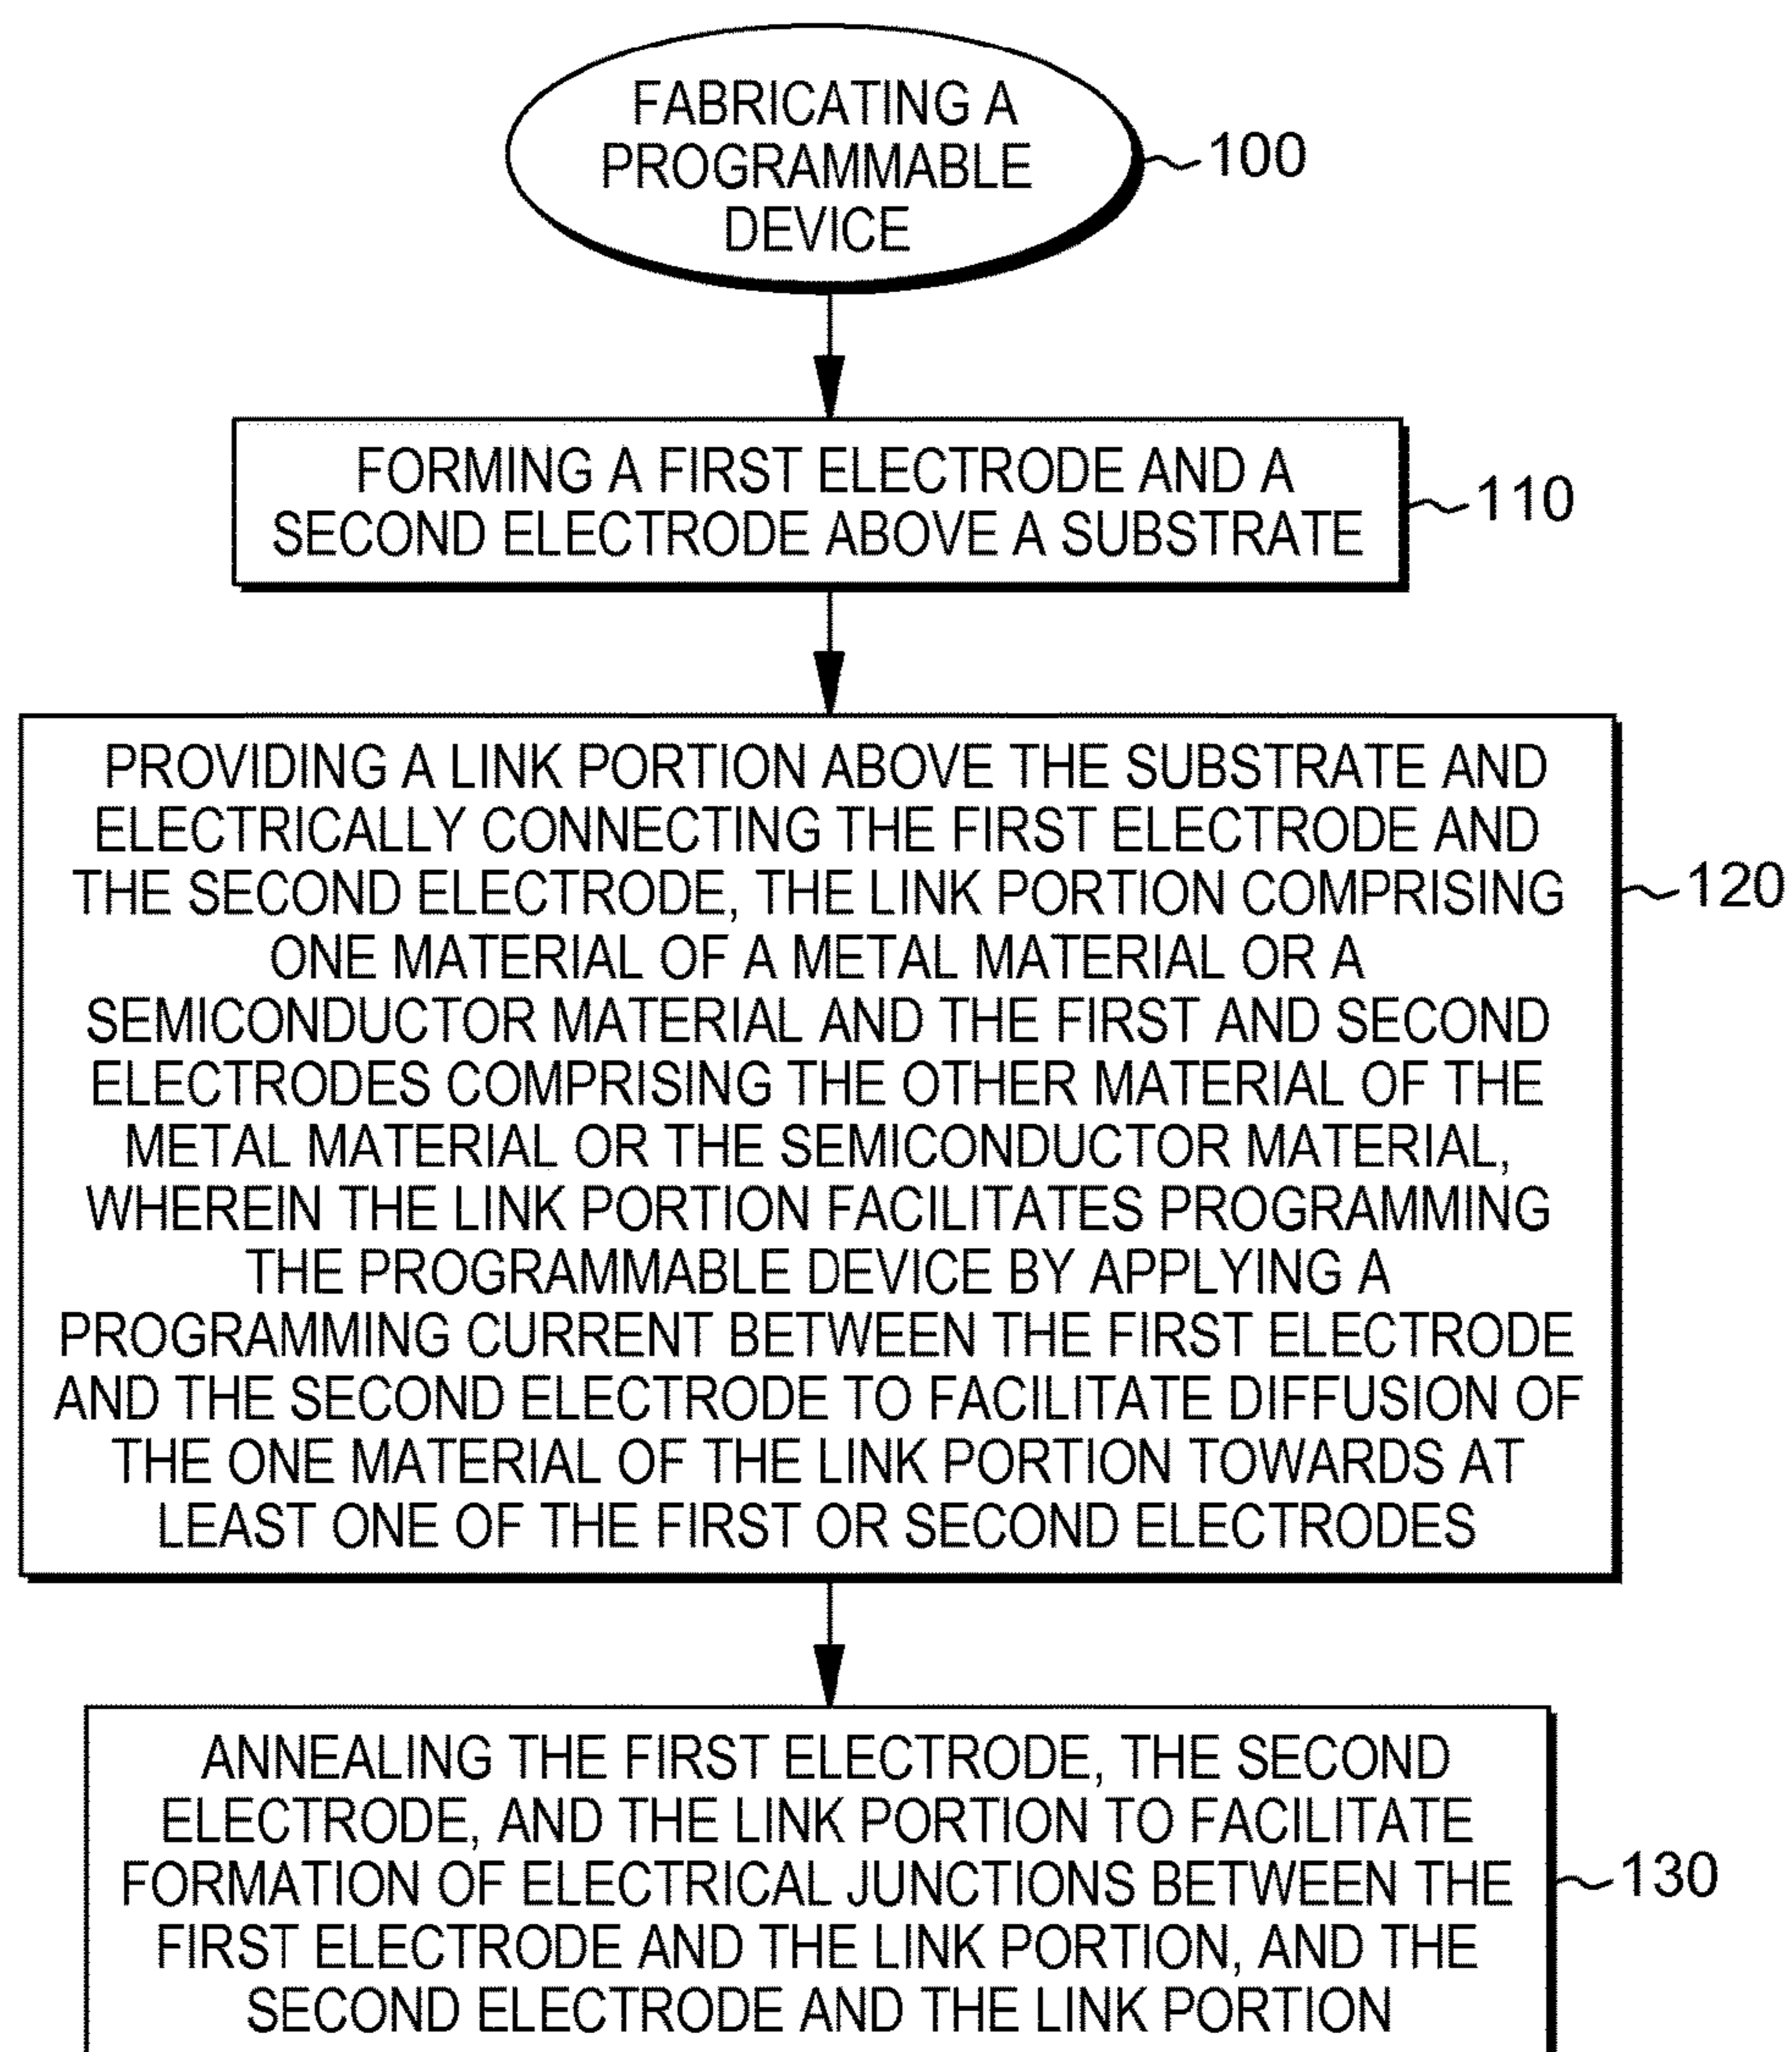 FABRICATING A
PROGRAMMABLE
DEVICE
100
FORMING A FIRST ELECTRODE AND A
SECOND ELECTRODE ABOVE A SUBSTRATE
110
PROVIDING A LINK PORTION ABOVE THE SUBSTRATE AND
ELECTRICALLY CONNECTING THE FIRST ELECTRODE AND
THE SECOND ELECTRODE, THE LINK PORTION COMPRISING
ONE MATERIAL OF A METAL MATERIAL OR A
SEMICONDUCTOR MATERIAL AND THE FIRST AND SECOND
ELECTRODES COMPRISING THE OTHER MATERIAL OF THE
METAL MATERIAL OR THE SEMICONDUCTOR MATERIAL,
WHEREIN THE LINK PORTION FACILITATES PROGRAMMING
THE PROGRAMMABLE DEVICE BY APPLYING A
PROGRAMMING CURRENT BETWEEN THE FIRST ELECTRODE
AND THE SECOND ELECTRODE TO FACILITATE DIFFUSION OF
THE ONE MATERIAL OF THE LINK PORTION TOWARDS AT
LEAST ONE OF THE FIRST OR SECOND ELECTRODES
120
ANNEALING THE FIRST ELECTRODE, THE SECOND
ELECTRODE, AND THE LINK PORTION TO FACILITATE
FORMATION OF ELECTRICAL JUNCTIONS BETWEEN THE
FIRST ELECTRODE AND THE LINK PORTION, AND THE
SECOND ELECTRODE AND THE LINK PORTION
130